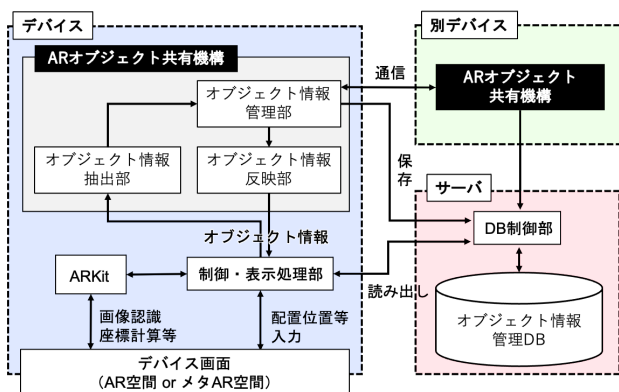 デバイス
ARオブジェクト共有機構
オブジェクト情報
管理部
オブジェクト情報
抽出部
オブジェクト情報
反映部
オブジェクト情報
ARKit
制御・表示処理部
画像認識
座標計算等
配置位置等
入力
デバイス画面
(AR空間 or メタAR空間)
通信
保
存
読み出し
別デバイス
ARオブジェクト
共有機構
サーバ
DB制御部
オブジェクト情報
管理DB